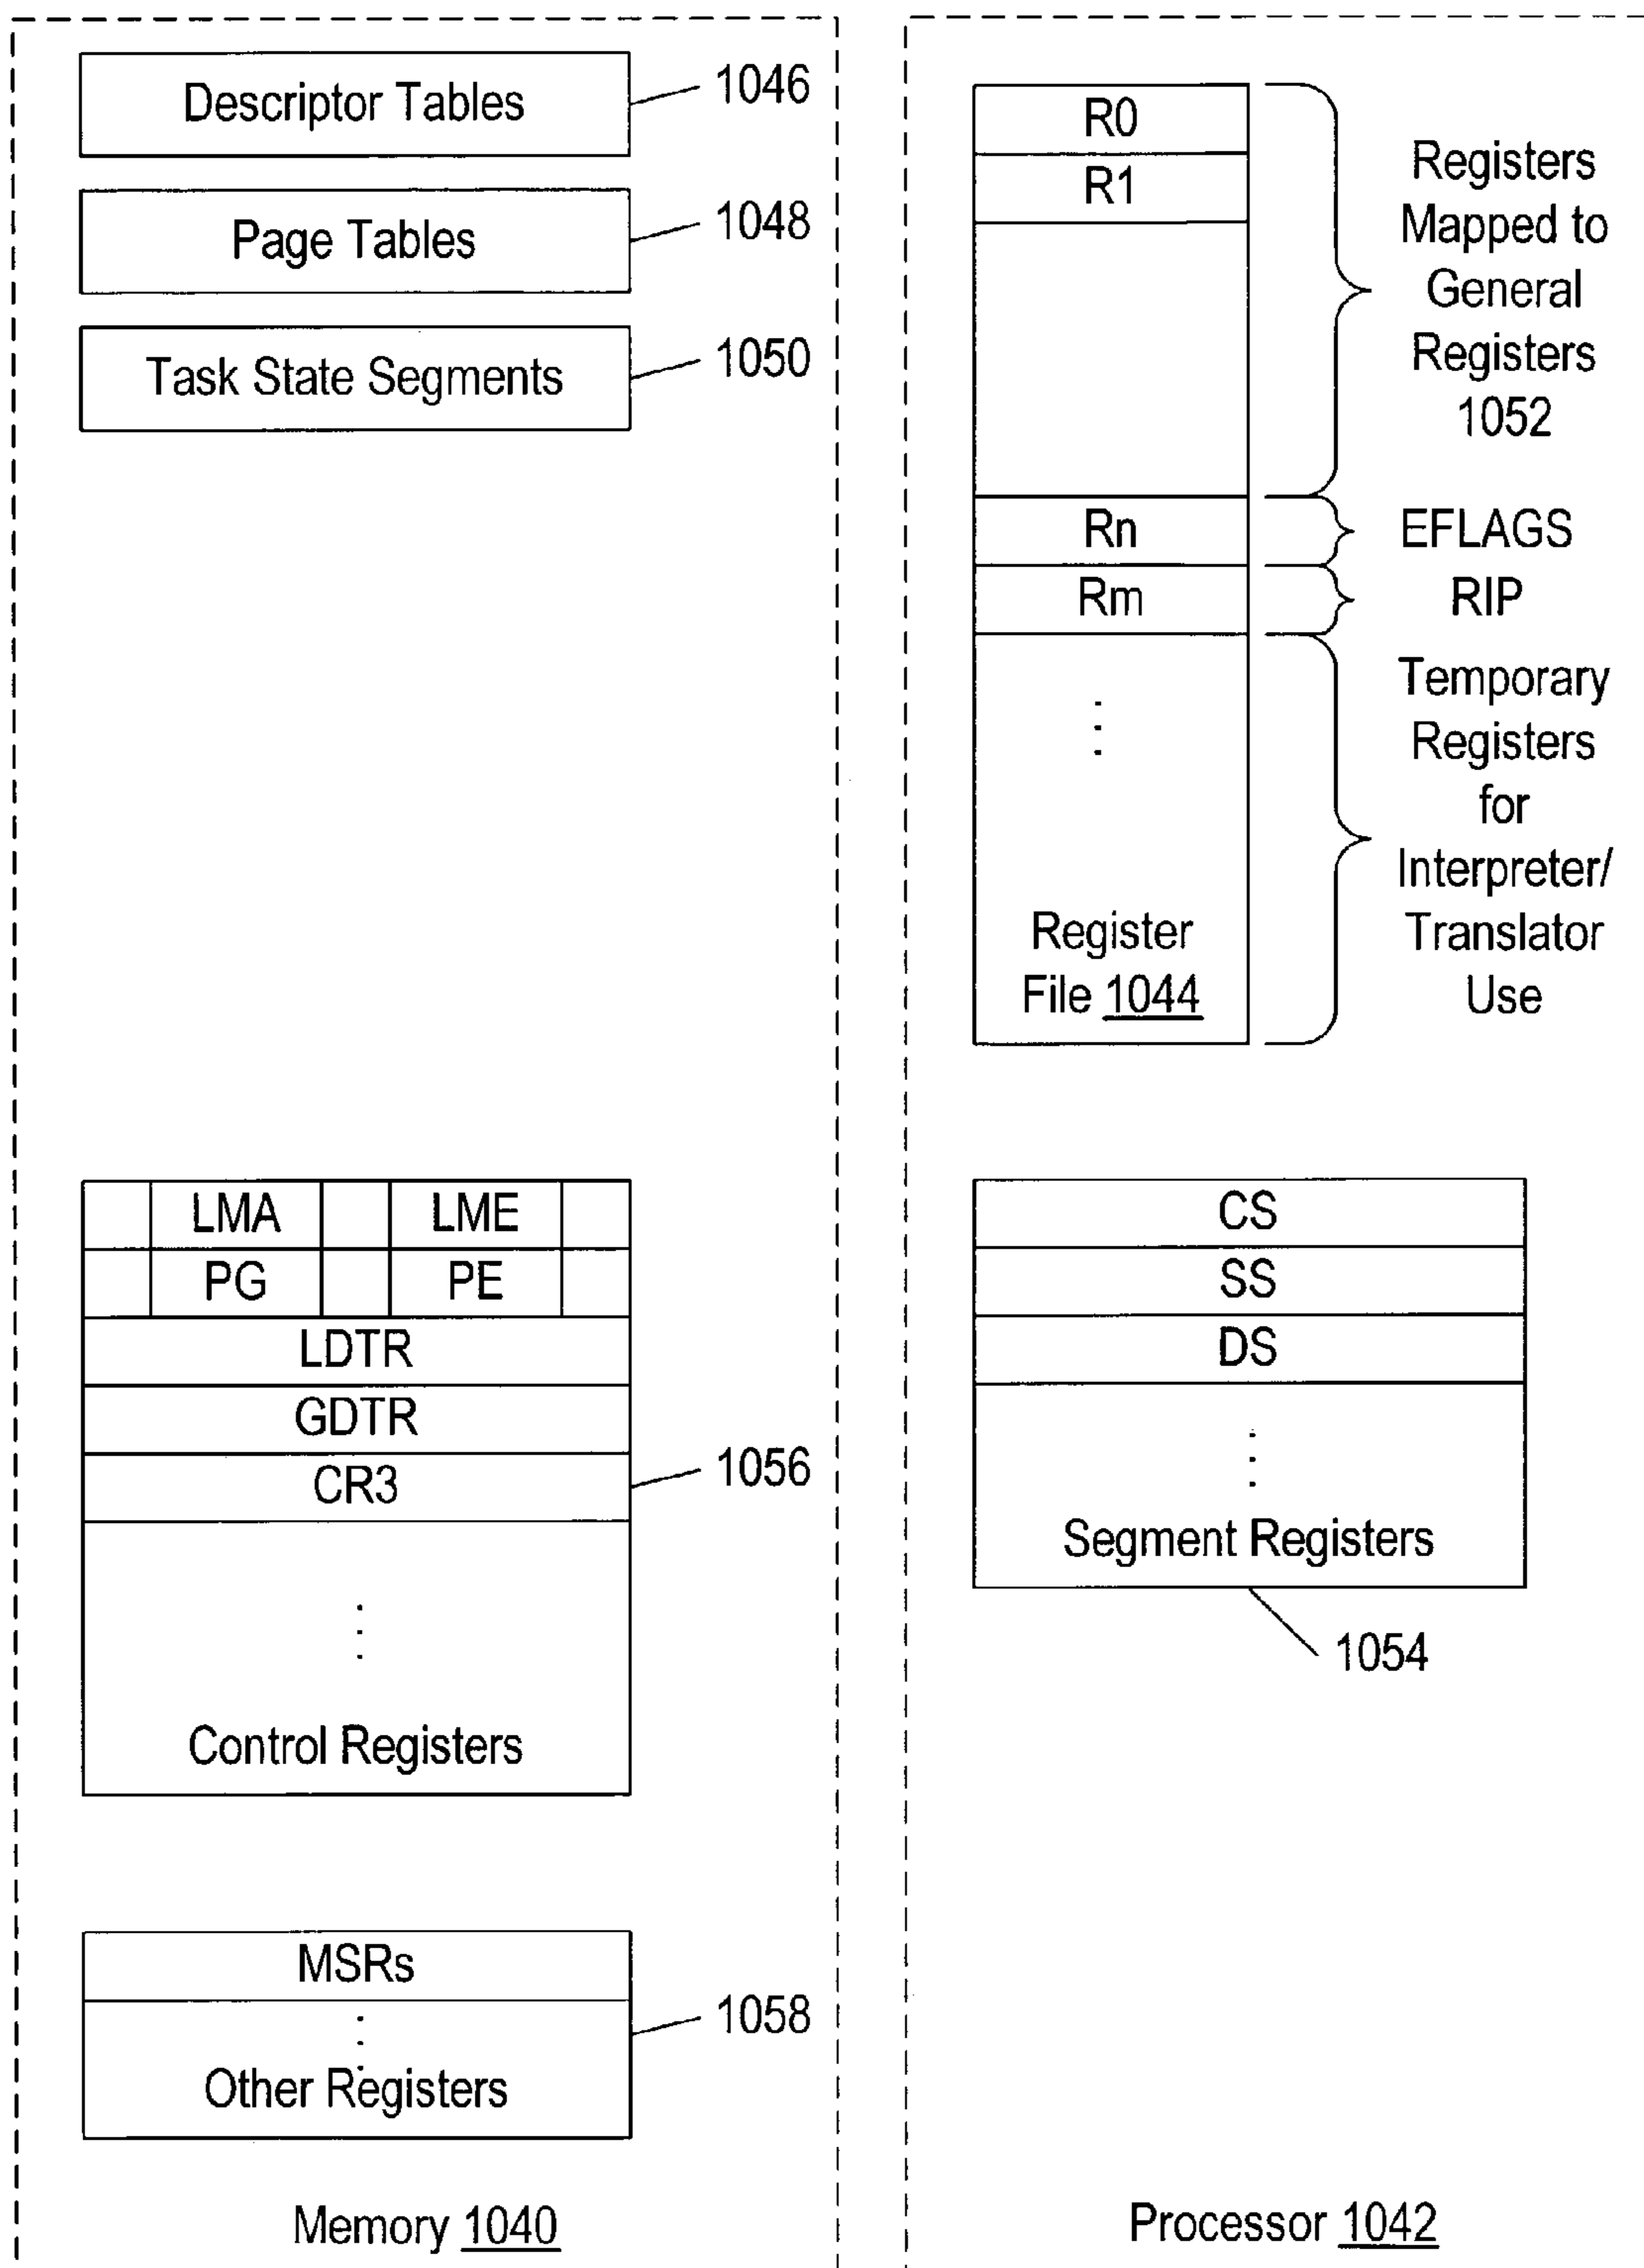 Descriptor Tables
1046
Page Tables
1048
Task State Segments
1050
LMA LME
PG PE
LDTR
GDTR
CR3
1056
Control Registers
MSRs
1058
Other Registers
Memory 1040
R0
R1
Registers
Mapped to
General
Registers
1052
Rn
EFLAGS
Rm
RIP
Temporary
Registers
for
Interpreter/
Translator
Use
Register
File 1044
CS
SS
DS
Segment Registers
1054
Processor 1042